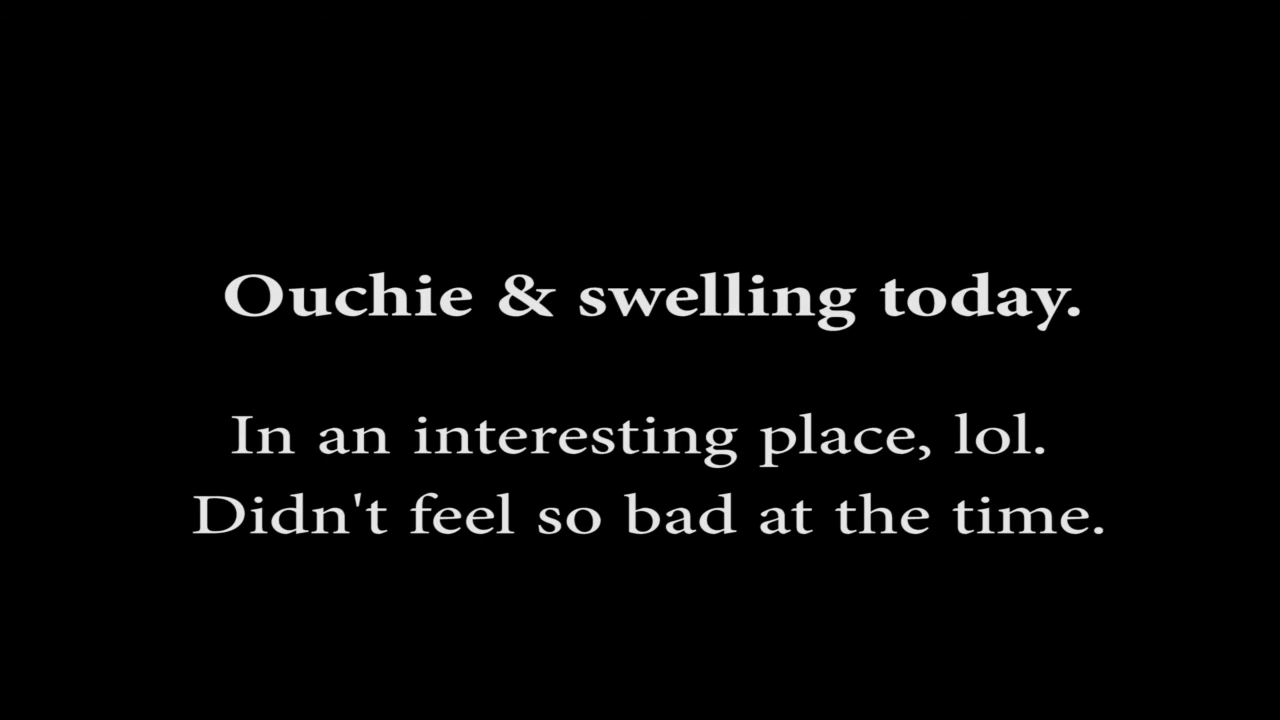 Ouchie & swelling today.
In an interesting place, lol.
Didn't feel so bad at the time.